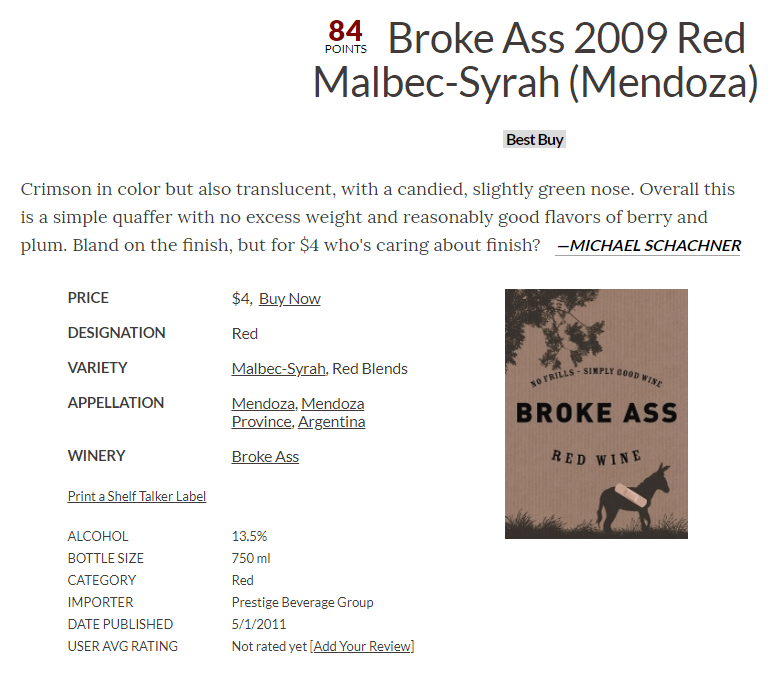 84
POINTS
Broke Ass 2009 Red
Malbec-Syrah (Mendoza)
Best Buy
Crimson in color but also translucent, with a candied, slightly green nose. Overall this
is a simple quaffer with no excess weight and reasonably good flavors of berry and
plum. Bland on the finish, but for $4 who's caring about finish? —MICHAEL SCHACHNER
PRICE $4, Buy Now
DESIGNATION Red
VARIETY Malbec-Syrah, Red Blends
APPELLATION Mendoza, Mendoza
Province, Argentina
WINERY Broke Ass
Print a Shelf Talker Label
ALCOHOL 13.5%
BOTTLE SIZE 750 ml
CATEGORY Red
IMPORTER Prestige Beverage Group
DATE PUBLISHED 5/1/2011
USER AVG RATING Not rated yet [Add Your Review]
NO FRILLS - SIMPLY GOOD WINE
BROKE ASS
RED WINE